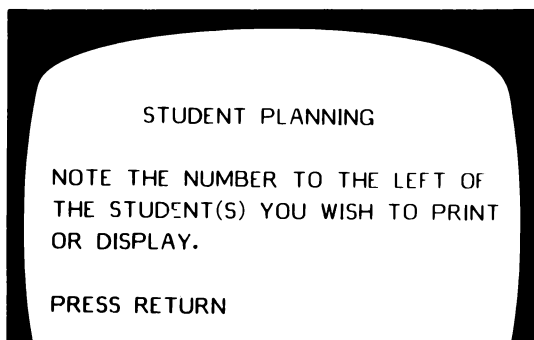 STUDENT PLANNING
NOTE THE NUMBER TO THE LEFT OF
THE STUDENT(S) YOU WISH TO PRINT
OR DISPLAY.
PRESS RETURN